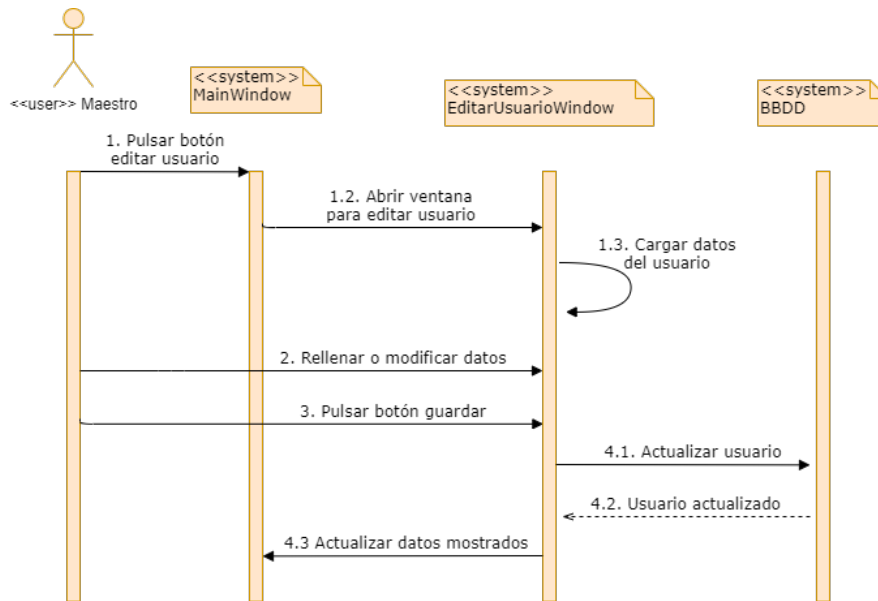 <<system>>
MainWindow
<<system>>
EditarUsuarioWindow
<<system>>
BBDD
<<user>> Maestro
1. Pulsar botón
editar usuario
1.2. Abrir ventana
para editar usuario
1.3. Cargar datos
del usuario
2. Rellenar o modificar datos
3. Pulsar botón guardar
4.1. Actualizar usuario
4.2. Usuario actualizado
4.3 Actualizar datos mostrados